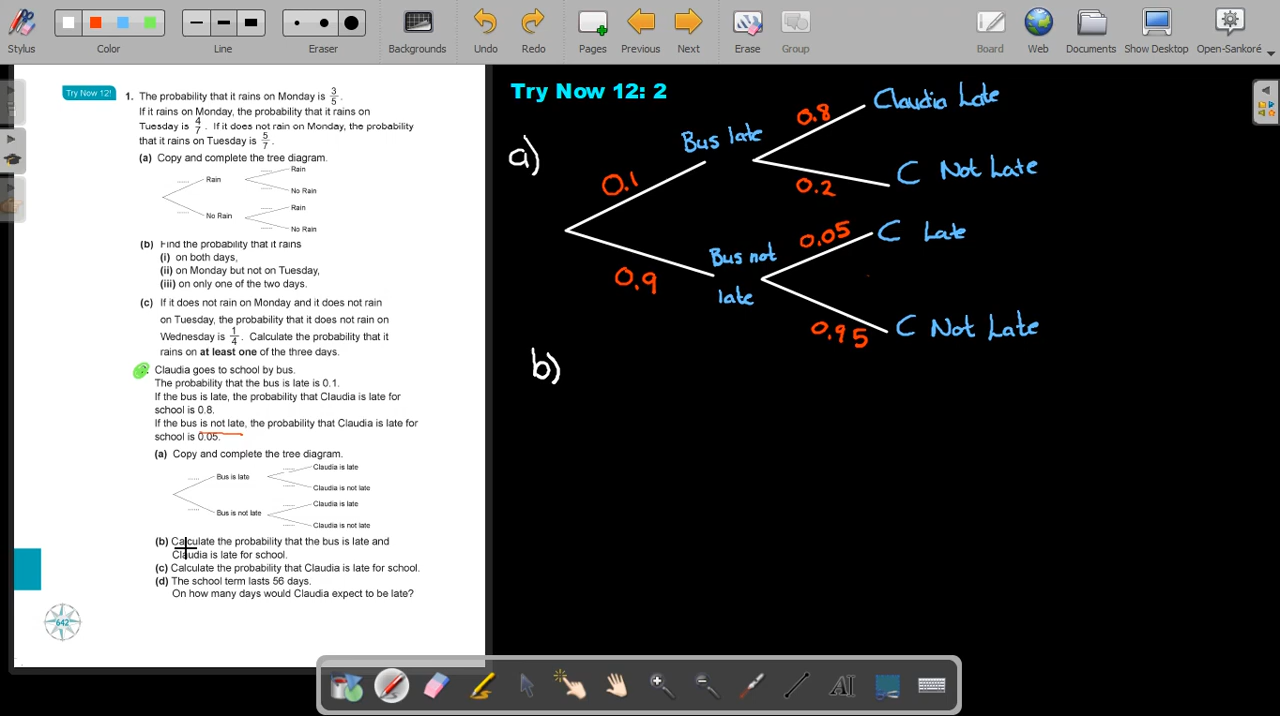 Stylus
Color
Line
Eraser
Backgrounds
Undo
Redo
Pages
Previous
Next
Erase
Group
Board
Web
Documents
Show Desktop
Open-Sankoré
Try Now 12!
1. The probability that it rains on Monday is 3/5.
If it rains on Monday, the probability that it rains on
Tuesday is 4/7. If it does not rain on Monday, the probability
that it rains on Tuesday is 5/7.
(a) Copy and complete the tree diagram.
Rain
Rain
No Rain
No Rain
Rain
No Rain
(b) Find the probability that it rains
(i) on both days,
(ii) on Monday but not on Tuesday,
(iii) on only one of the two days.
(c) If it does not rain on Monday and it does not rain
on Tuesday, the probability that it does not rain on
Wednesday is 1/4. Calculate the probability that it
rains on at least one of the three days.
Claudia goes to school by bus.
The probability that the bus is late is 0.1.
If the bus is late, the probability that Claudia is late for
school is 0.8.
If the bus is not late, the probability that Claudia is late for
school is 0.05.
(a) Copy and complete the tree diagram.
Bus is late
Claudia is late
Claudia is not late
Bus is not late
Claudia is late
Claudia is not late
(b) Calculate the probability that the bus is late and
Claudia is late for school.
(c) Calculate the probability that Claudia is late for school.
(d) The school term lasts 56 days.
On how many days would Claudia expect to be late?
642
Try Now 12: 2
a)
0.1
Bus late
0.8
Claudia Late
0.2
C Not Late
0.9
Bus not
late
0.05
C Late
0.95
C Not Late
b)